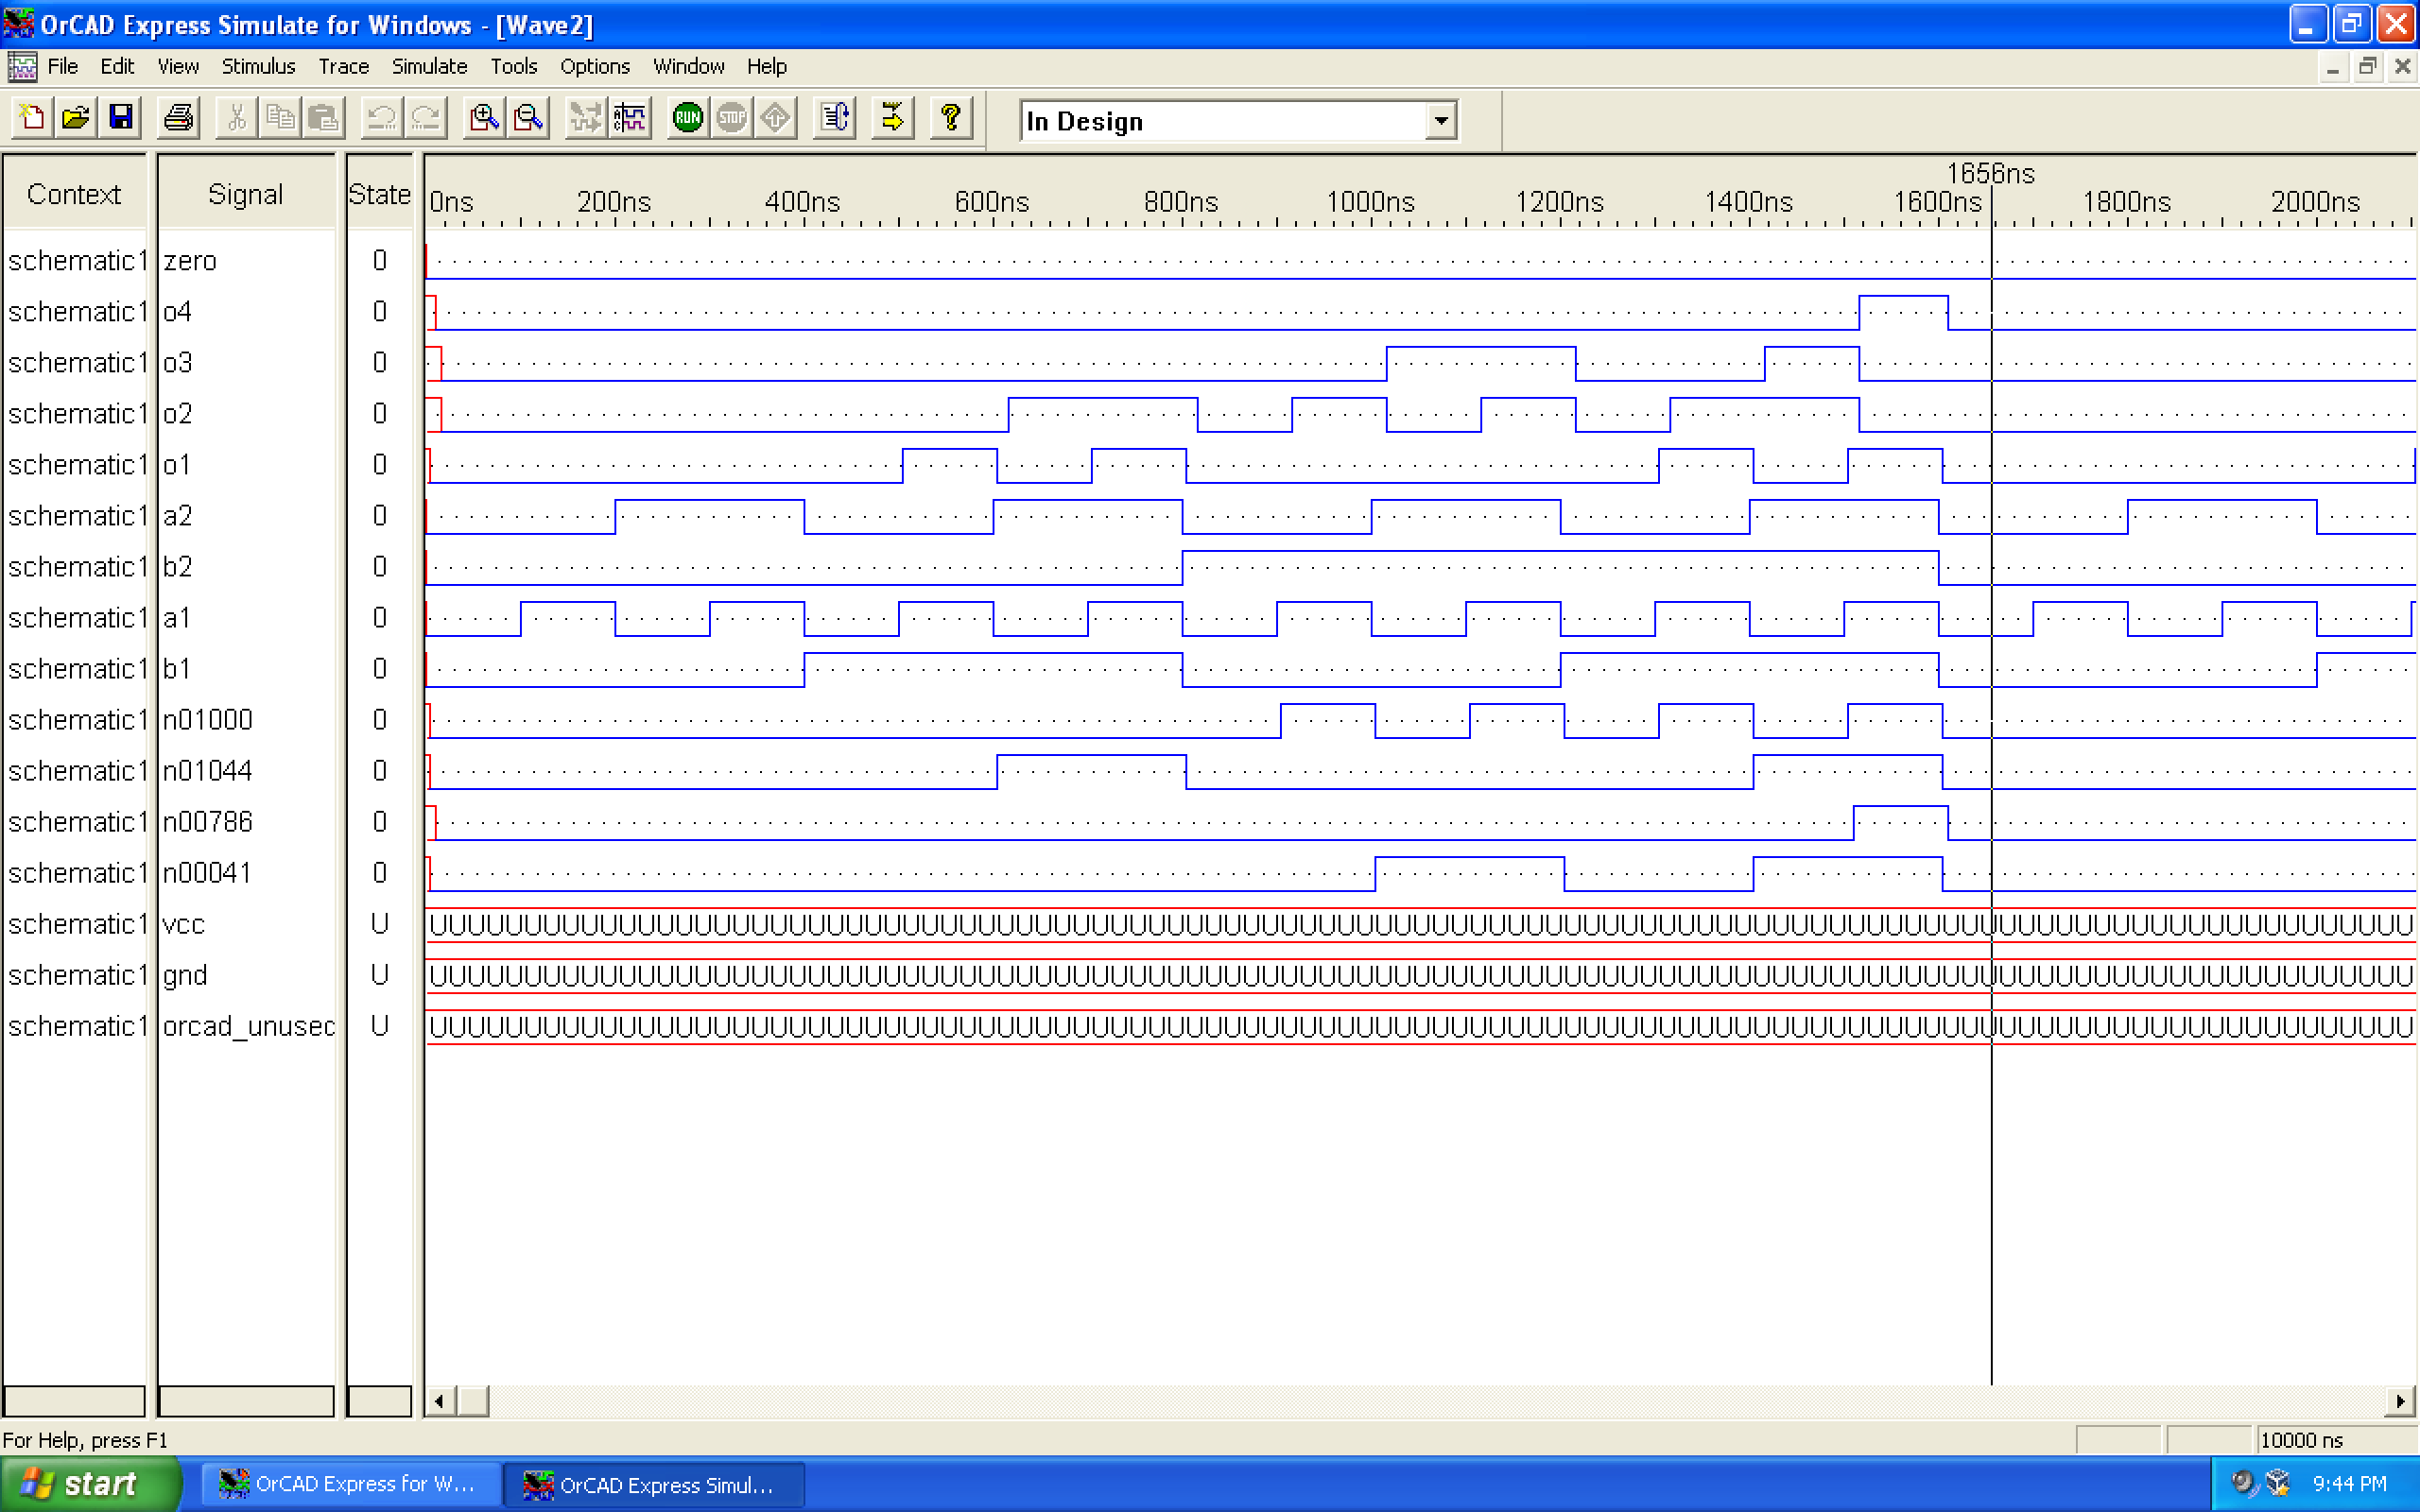 OrCAD Express Simulate for Windows - [Wave2]
File Edit View Stimulus Trace Simulate Tools Options Window Help
RUN STOP In Design
1656ns
Context Signal State 0ns 200ns 400ns 600ns 800ns 1000ns 1200ns 1400ns 1600ns 1800ns 2000ns
schematic1 zero 0
schematic1 o4 0
schematic1 o3 0
schematic1 o2 0
schematic1 o1 0
schematic1 a2 0
schematic1 b2 0
schematic1 a1 0
schematic1 b1 0
schematic1 n01000 0
schematic1 n01044 0
schematic1 n00786 0
schematic1 n00041 0
schematic1 vcc U
schematic1 gnd U
schematic1 orcad_unusec U
For Help, press F1 10000 ns
start OrCAD Express for W... OrCAD Express Simul... 9:44 PM